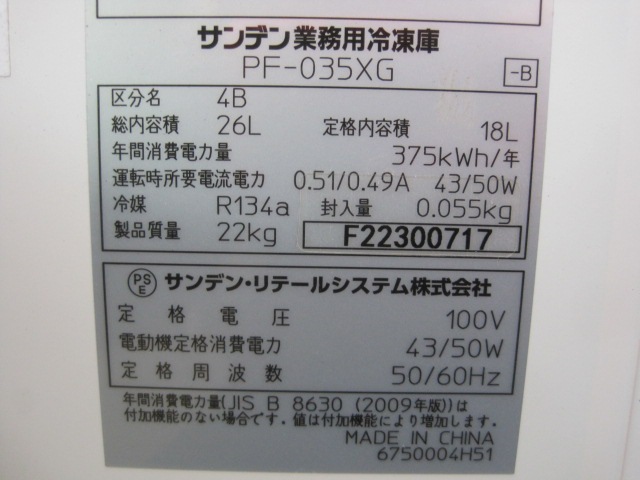 サンデン業務用冷凍庫
PF-035XG -B
区分名 4B
総内容積 26L 定格内容積 18L
年間消費電力量 375kWh/年
運転時所要電流電力 0.51/0.49A 43/50W
冷媒 R134a 封入量 0.055kg
製品質量 22kg F22300717
PSE サンデン・リテールシステム株式会社
定格電圧 100V
電動機定格消費電力 43/50W
定格周波数 50/60Hz
年間消費電力量(JIS B 8630 (2009年版))は
付加機能のない場合です。値は付加機能により増加します。
MADE IN CHINA
6750004H51